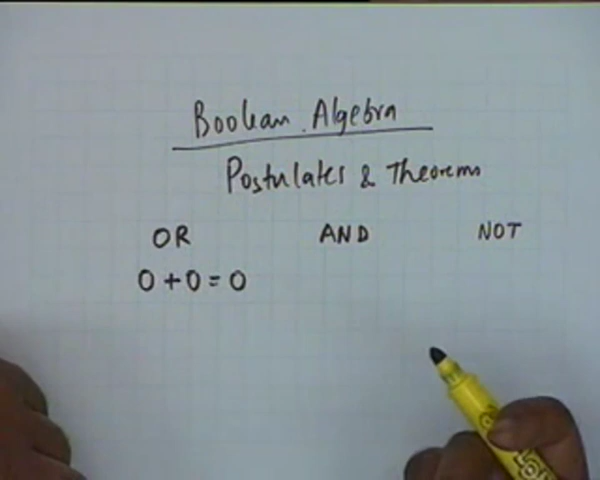 Boolean Algebra
Postulates & Theorems
OR AND NOT
0 + 0 = 0